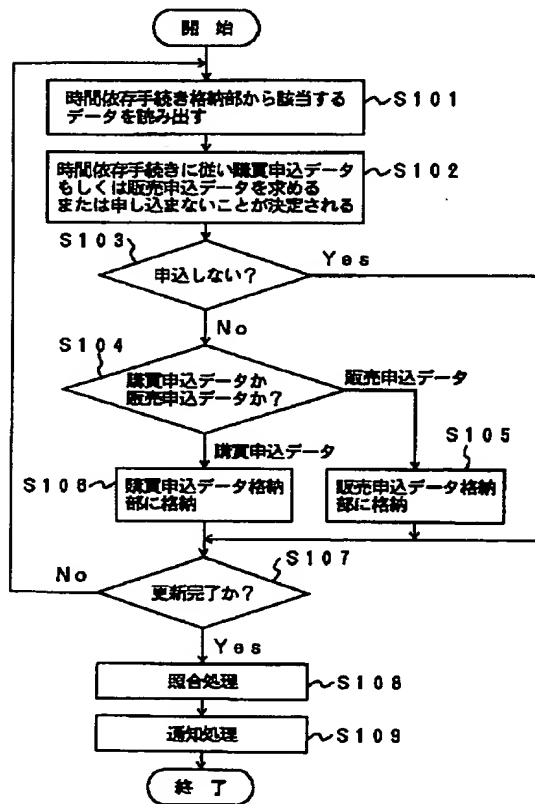 開 始
時間依存手続き格納部から該当する
データを読み出す
S101
時間依存手続きに従い購買申込データ
もしくは販売申込データを求める
または申し込まないことが決定される
S102
S103
申込しない?
Yes
No
S104
購買申込データか
販売申込データか?
販売申込データ
購買申込データ
S105
S106
購買申込データ格納
部に格納
販売申込データ格納
部に格納
S107
No
更新完了か?
Yes
照合処理
S108
通知処理
S109
終 了